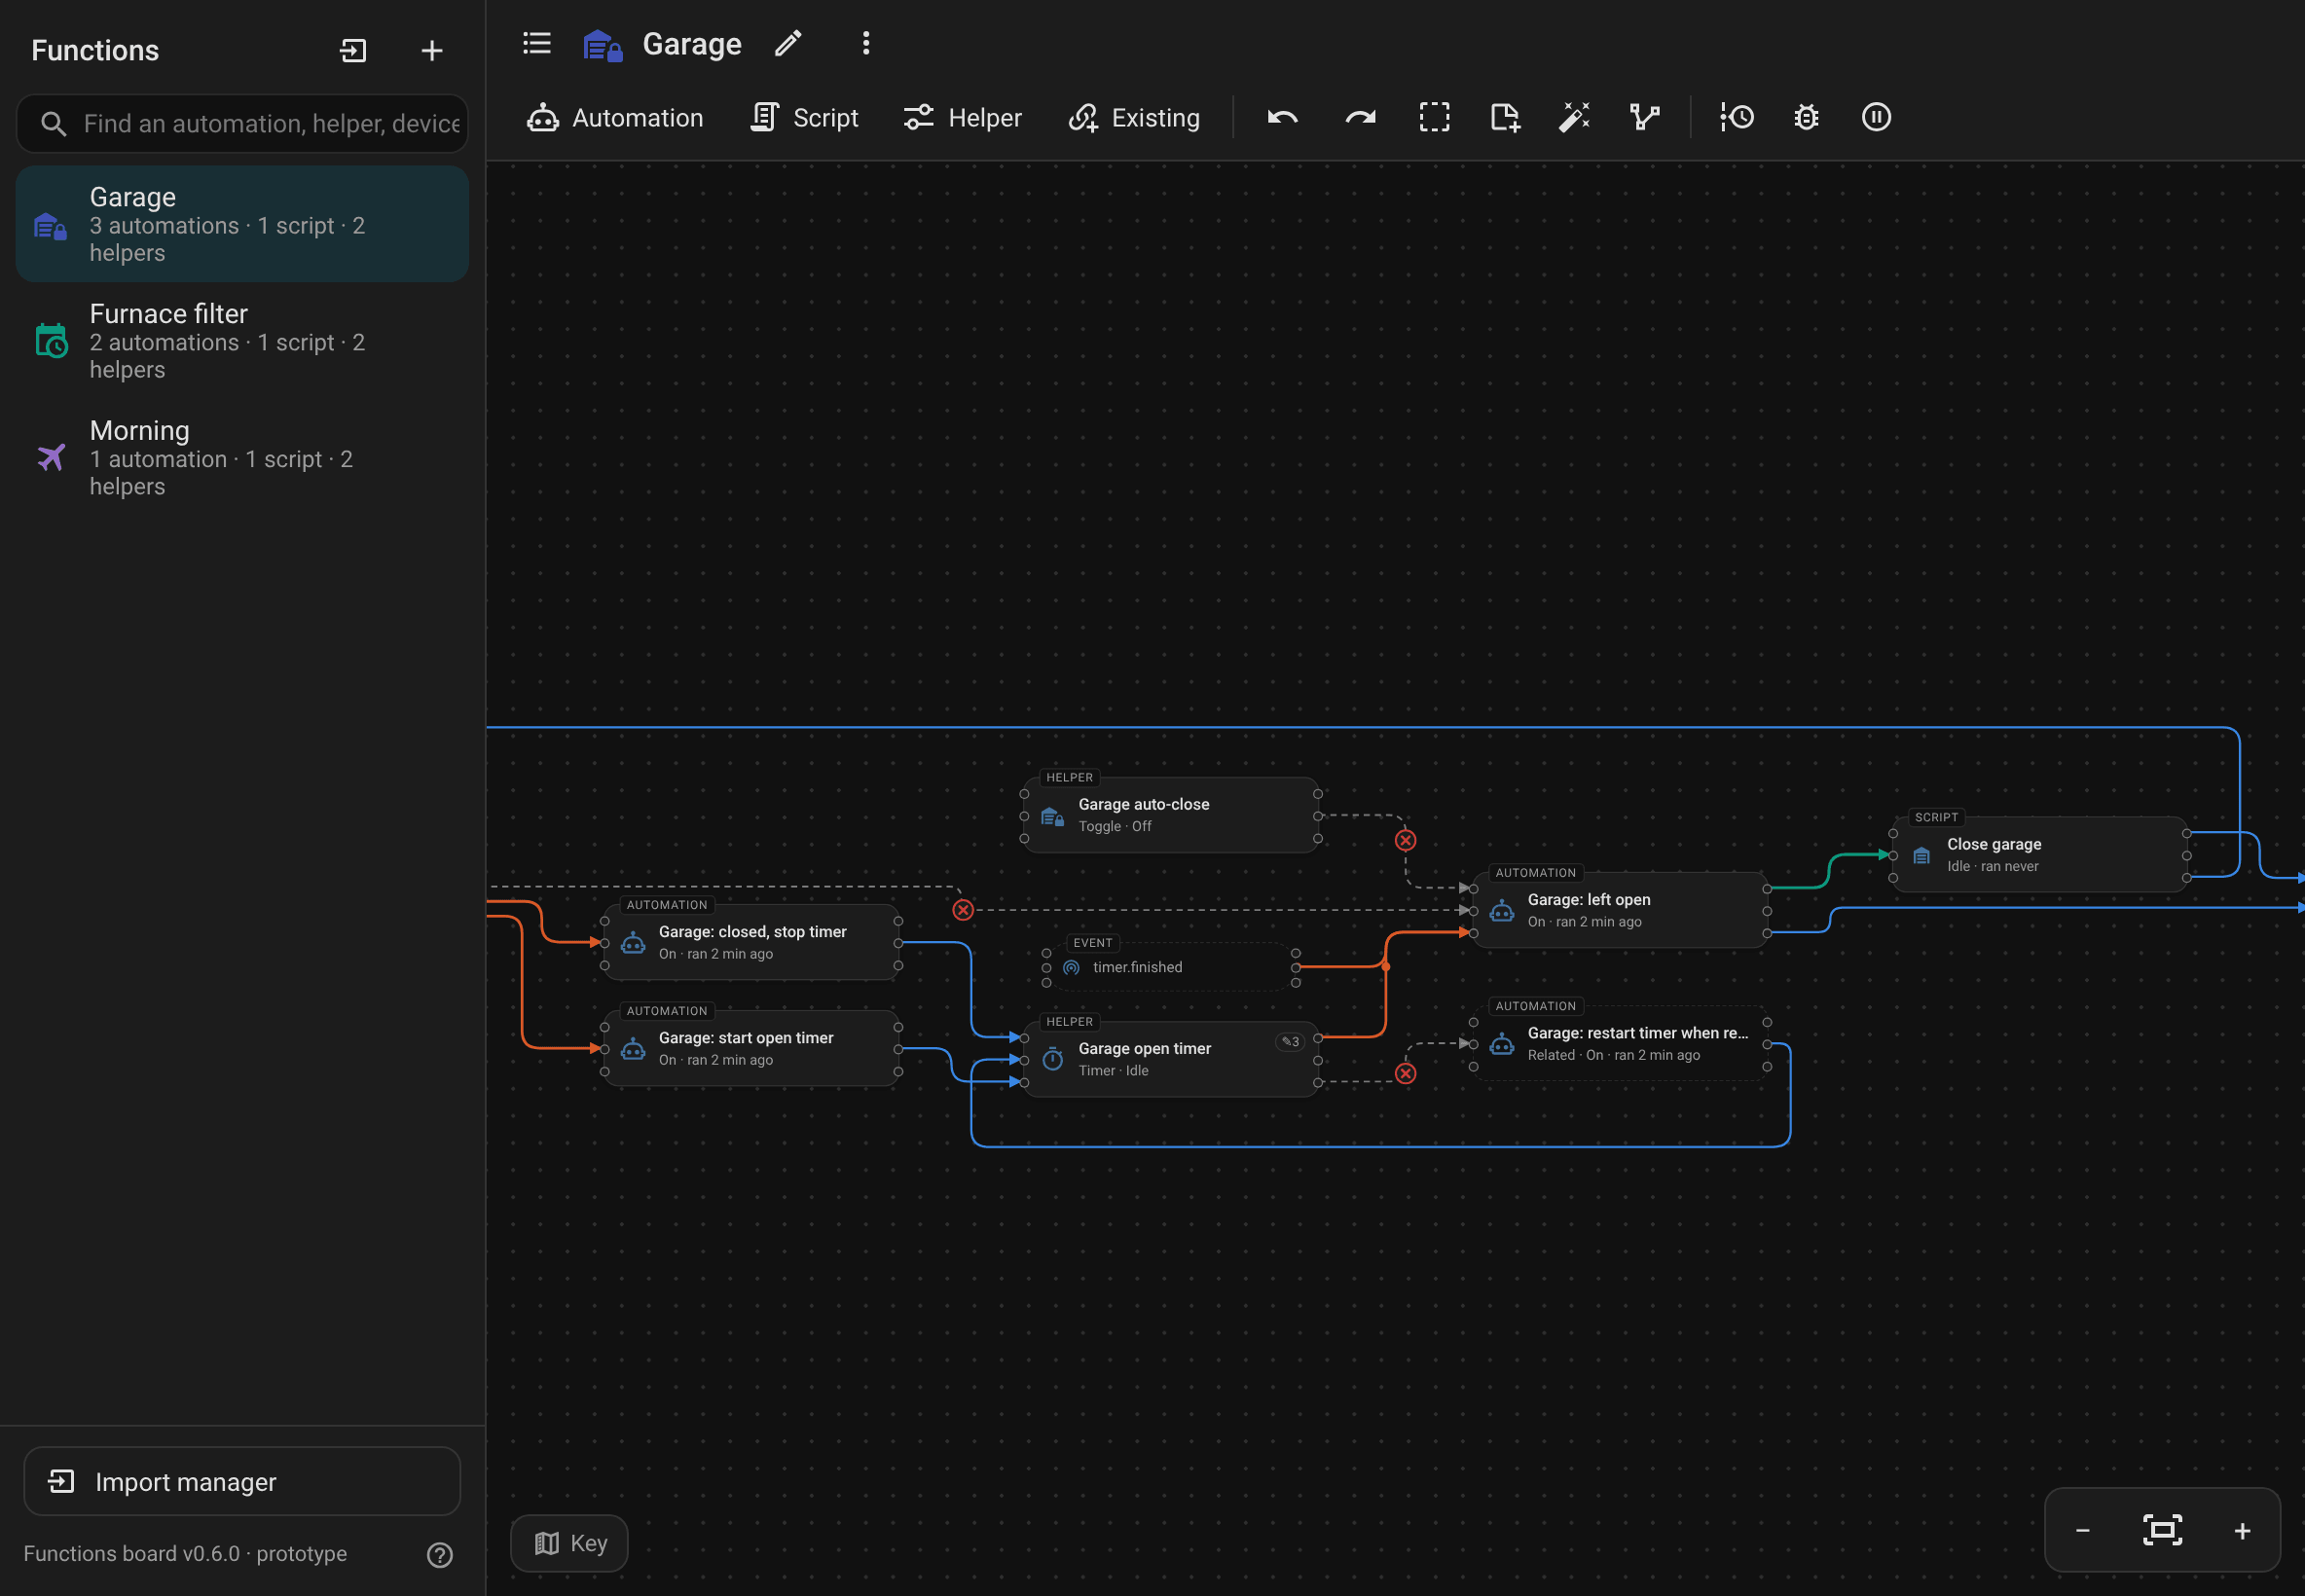 Functions
Find an automation, helper, device
Garage
3 automations · 1 script · 2
helpers
Furnace filter
2 automations · 1 script · 2
helpers
Morning
1 automation · 1 script · 2
helpers
Import manager
Functions board v0.6.0 · prototype
Garage
Automation
Script
Helper
Existing
HELPER
Garage auto-close
Toggle · Off
SCRIPT
Close garage
Idle · ran never
AUTOMATION
Garage: left open
On · ran 2 min ago
AUTOMATION
Garage: closed, stop timer
On · ran 2 min ago
EVENT
timer.finished
AUTOMATION
Garage: start open timer
On · ran 2 min ago
HELPER
Garage open timer
Timer · Idle
✎3
AUTOMATION
Garage: restart timer when re...
Related · On · ran 2 min ago
Key